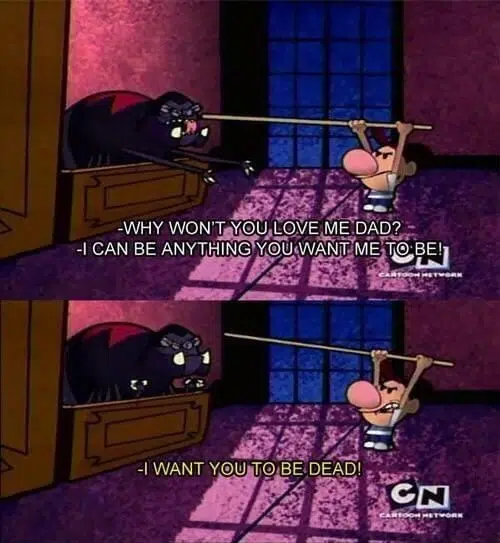 -WHY WON'T YOU LOVE ME DAD?
-I CAN BE ANYTHING YOU WANT ME TO BE!
CN
CARTOON NETWORK
-I WANT YOU TO BE DEAD!
CN
CARTOON NETWORK